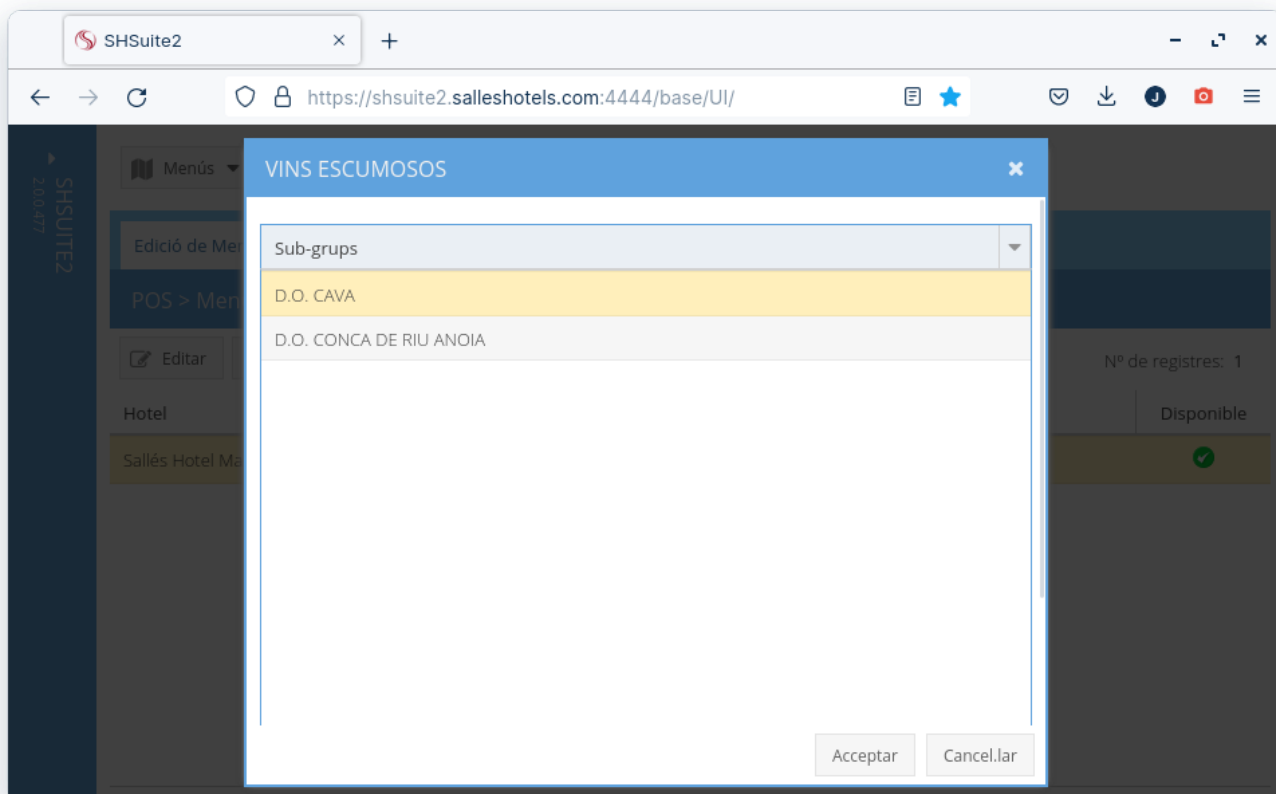 SHSuite2
https://shsuite2.salleshotels.com:4444/base/UI/
J
SHSUITE2
2.0.0.477
Menús
VINS ESCUMOSOS
Edició de Me
Sub-grups
POS > Men
D.O. CAVA
D.O. CONCA DE RIU ANOIA
Editar
Nº de registres: 1
Hotel
Disponible
Sallés Hotel Ma
Acceptar
Cancel.lar